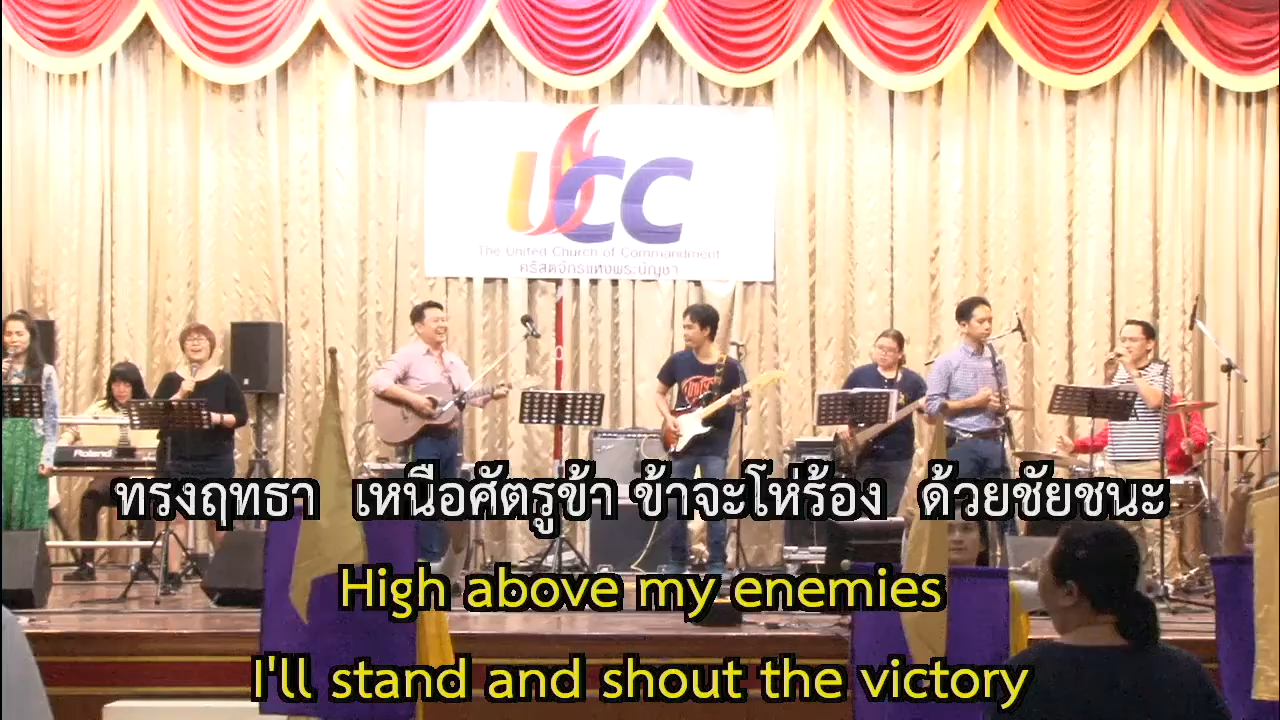 UCC
The United Church of Commandment
คริสตจักรแห่งพระบัญชา
Roland
ทรงฤทธา เหนือศัตรูข้า ข้าจะโห่ร้อง ด้วยชัยชนะ
High above my enemies
I'll stand and shout the victory